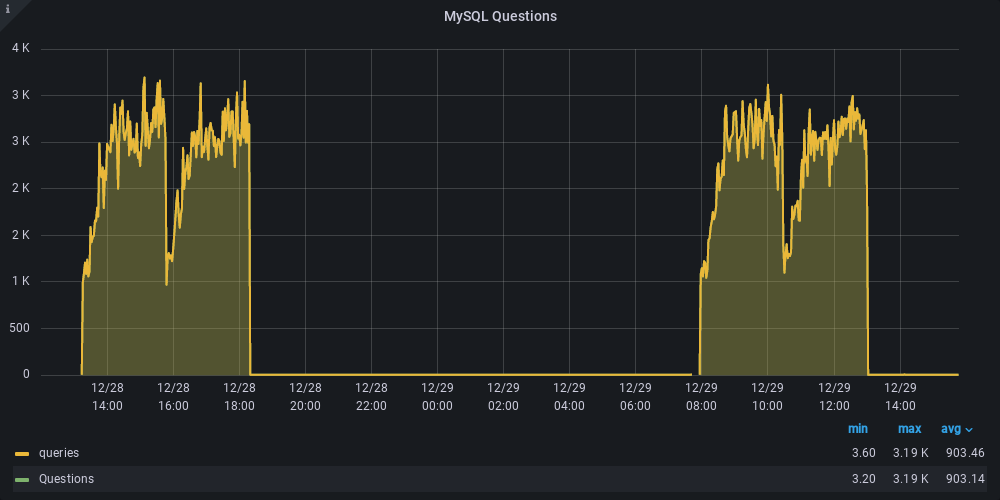 i
MySQL Questions
4 K
3 K
3 K
2 K
2 K
1 K
500
0
12/28 12/28 12/28 12/28 12/28 12/29 12/29 12/29 12/29 12/29 12/29 12/29 12/29
14:00 16:00 18:00 20:00 22:00 00:00 02:00 04:00 06:00 08:00 10:00 12:00 14:00
min max avg
queries 3.60 3.19 K 903.46
Questions 3.20 3.19 K 903.14